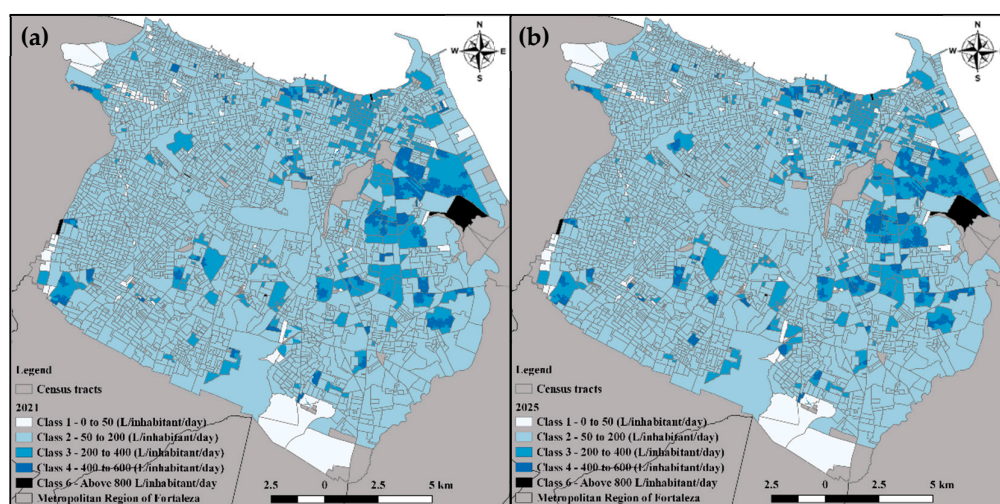 (a)
N
W E
S
Legend
Census tracts
2021
Class 1 - 0 to 50 (L/inhabitant/day)
Class 2 - 50 to 200 (L/inhabitant/day)
Class 3 - 200 to 400 (L/inhabitant/day)
Class 4 - 400 to 600 (L/inhabitant/day)
Class 6 - Above 800 L/inhabitant/day)
Metropolitan Region of Fortaleza
2.5 0 2.5 5 km
(b)
N
W E
S
Legend
Census tracts
2025
Class 1 - 0 to 50 (L/inhabitant/day)
Class 2 - 50 to 200 (L/inhabitant/day)
Class 3 - 200 to 400 (L/inhabitant/day)
Class 4 - 400 to 600 (L/inhabitant/day)
Class 6 - Above 800 L/inhabitant/day)
Metropolitan Region of Fortaleza
2.5 0 2.5 5 km